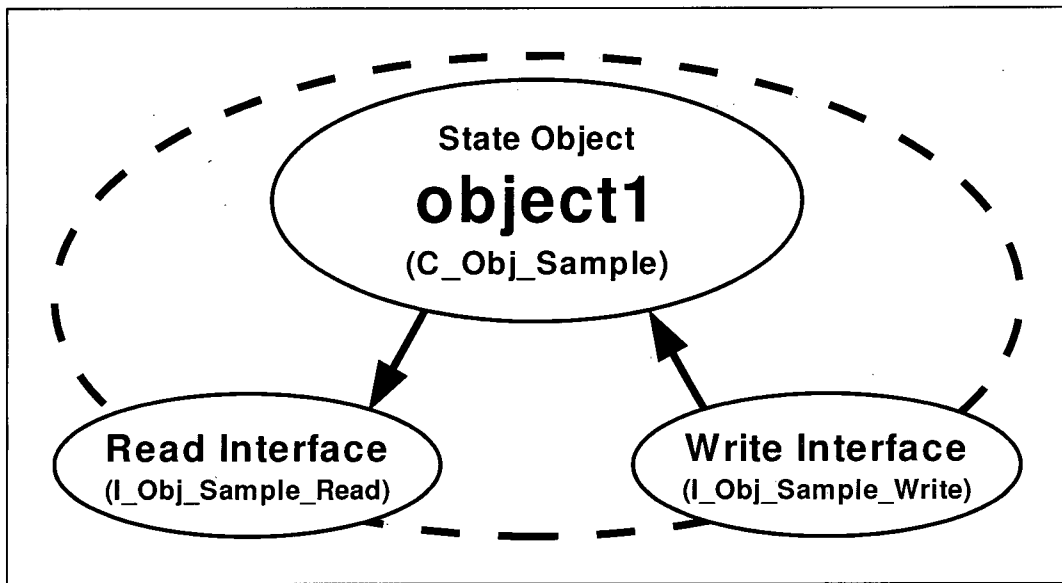 State Object
object1
(C_Obj_Sample)
Read Interface
(I_Obj_Sample_Read)
Write Interface
(I_Obj_Sample_Write)